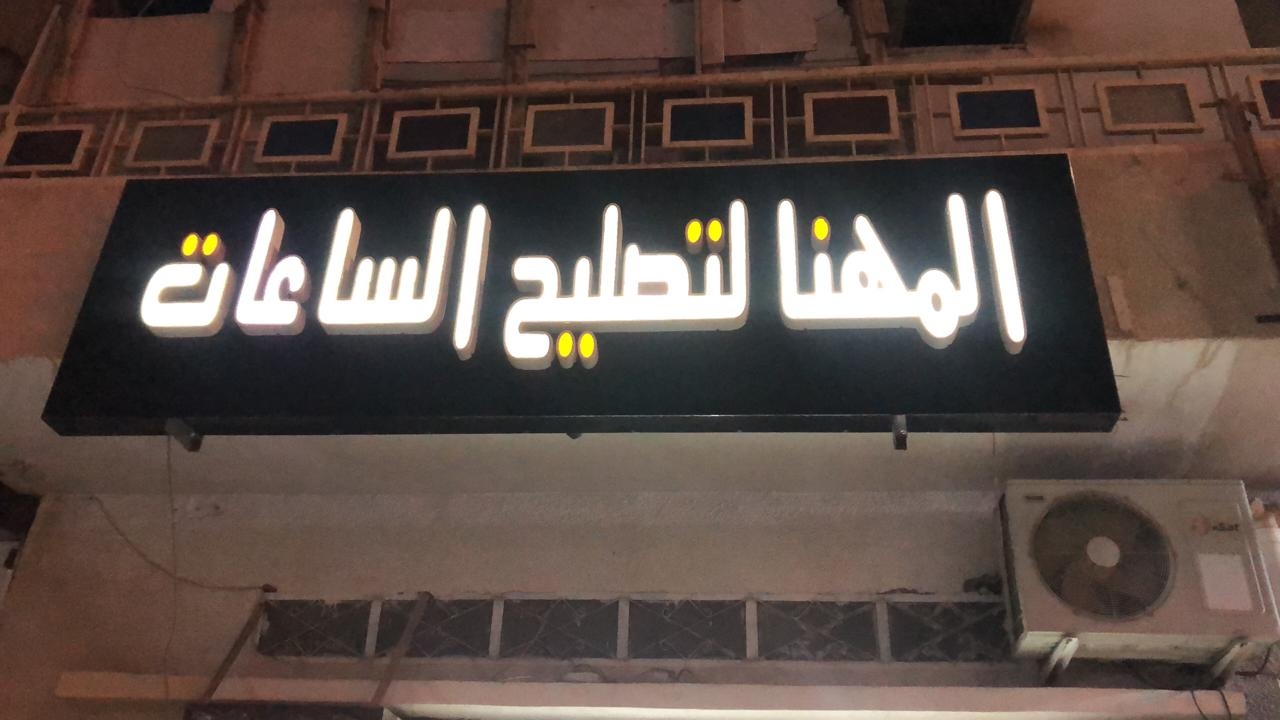 المهنا لتصليح الساعات